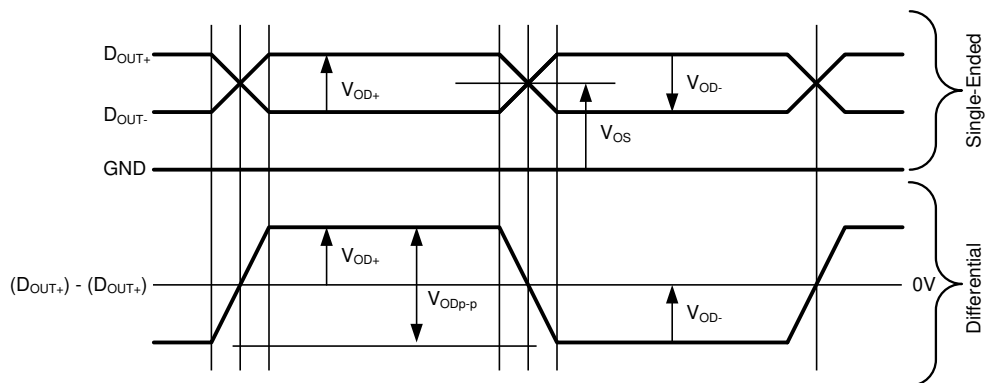 DOUT+
VOD+
VOD-
DOUT-
VOS
GND
Single-Ended
VOD+
(DOUT+) - (DOUT+)
VODp-p
0V
VOD-
Differential